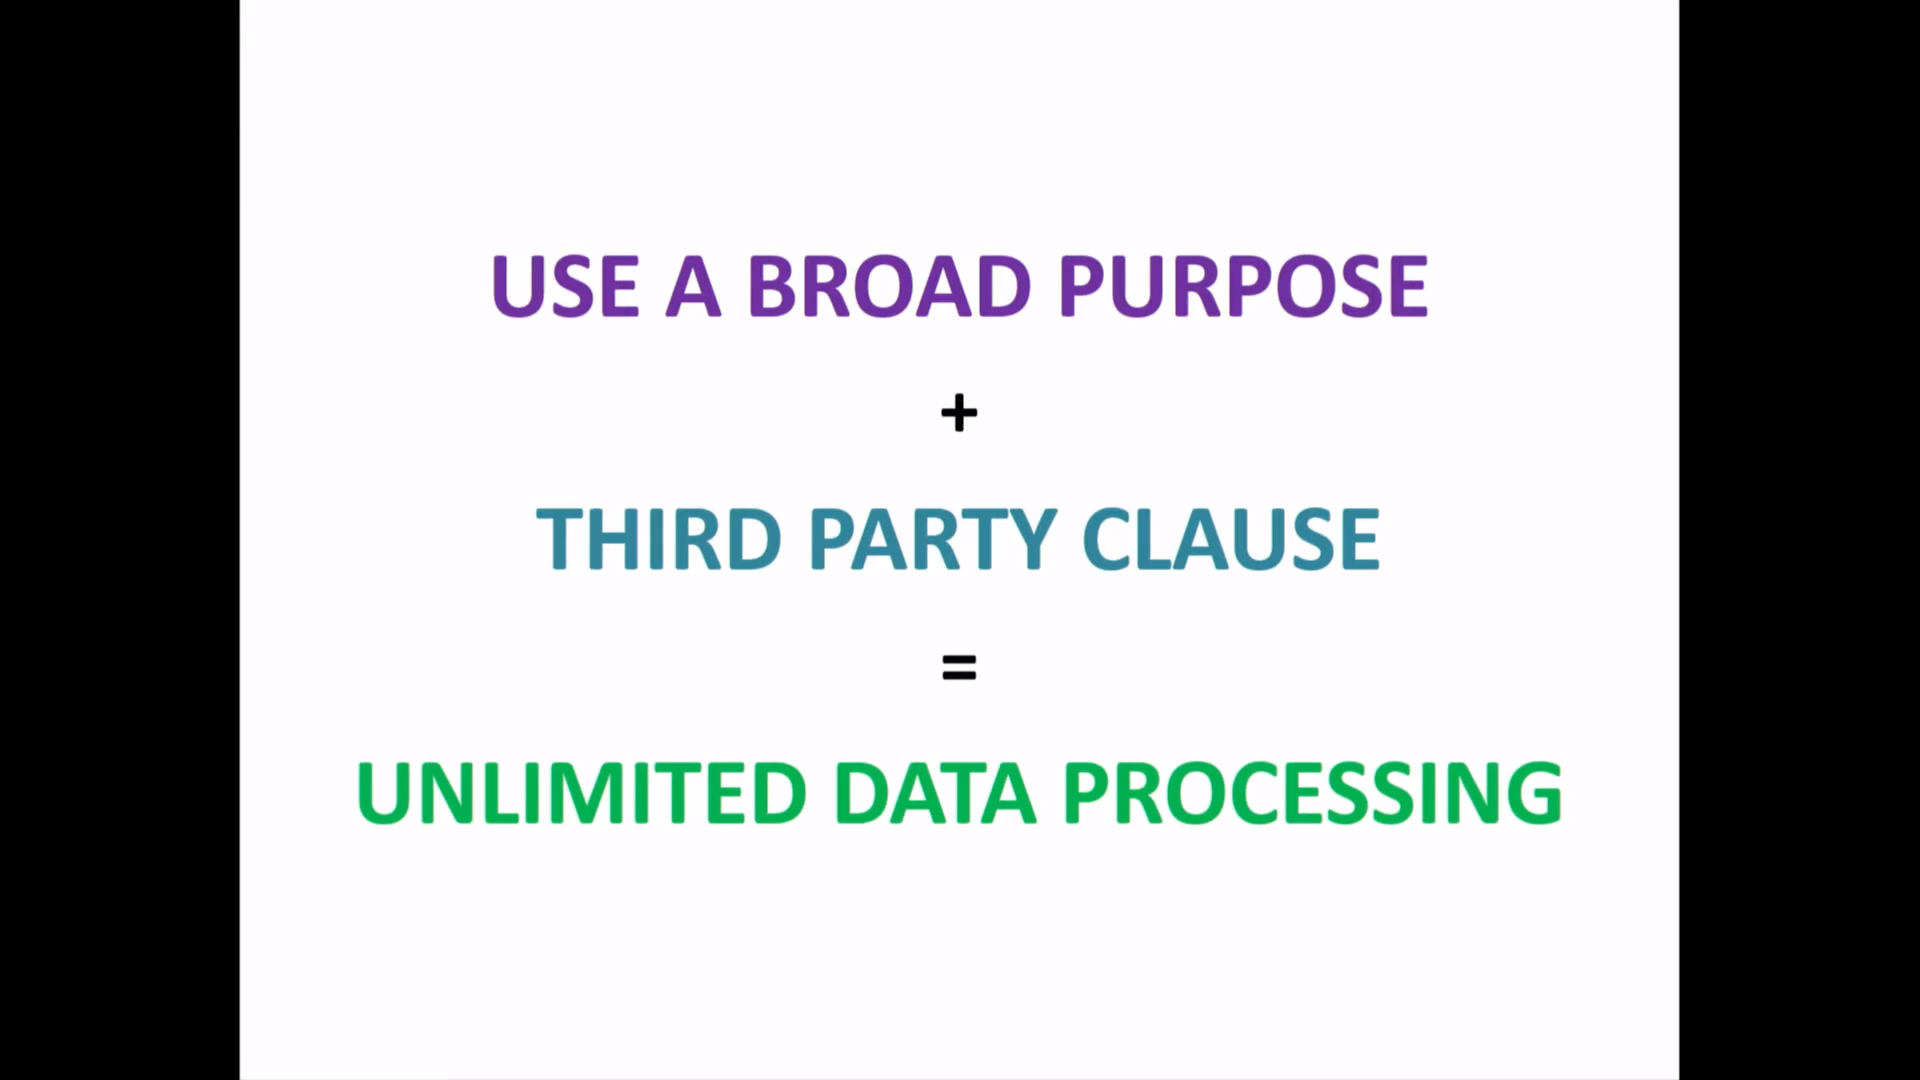 USE A BROAD PURPOSE
+
THIRD PARTY CLAUSE
=
UNLIMITED DATA PROCESSING